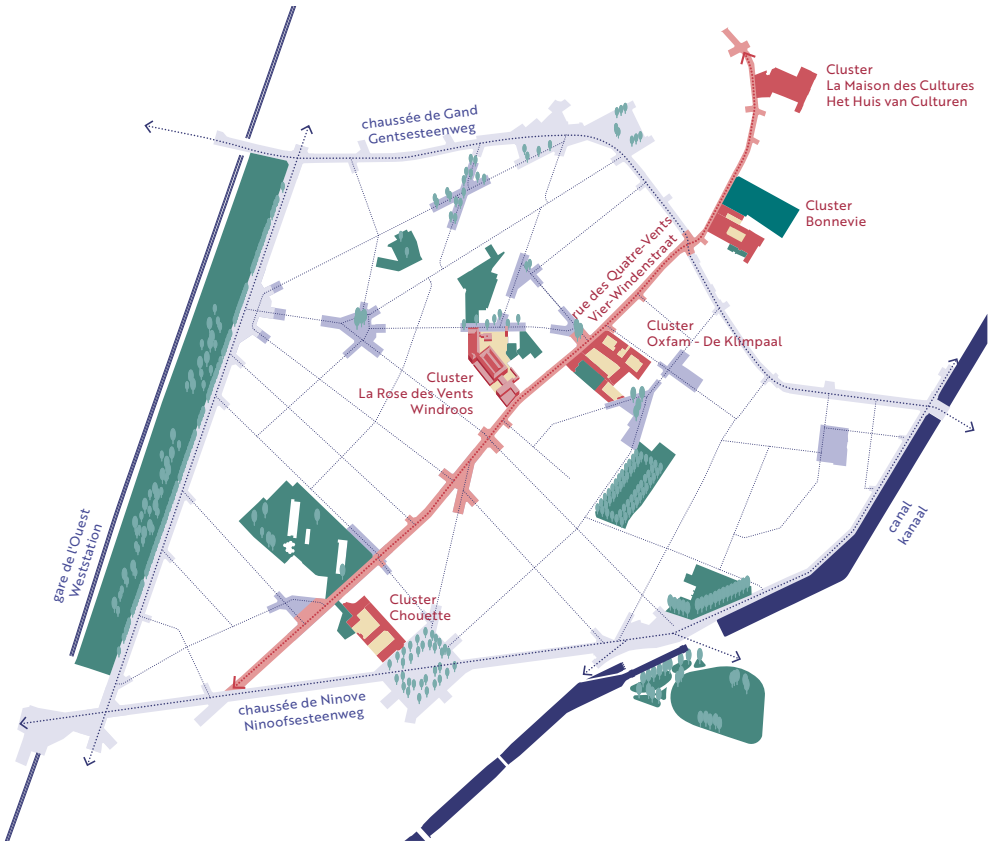 Cluster
La Maison des Cultures
Het Huis van Culturen
chaussée de Gand
Gentsesteenweg
Cluster
Bonnevie
rue des Quatre-Vents
Vier-Windenstraat
Cluster
Oxfam - De Klimpaal
Cluster
La Rose des Vents
Windroos
gare de l'Ouest
Weststation
canal
kanaal
Cluster
Chouette
chaussée de Ninove
Ninoofsesteenweg